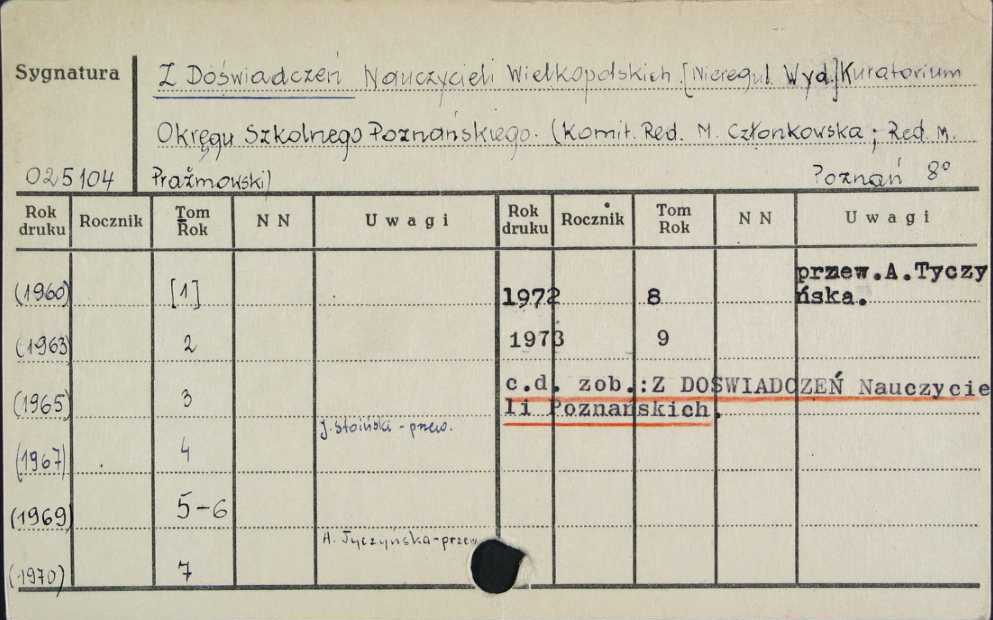 Sygnatura
Z Doświadczeń Nauczycieli Wielkopolskich [Nieregul. Wyd.] Kuratorium
Okręgu Szkolnego Poznańskiego. (Komit. Red. M. Członkowska ; Red. M.
025104 Prażmowski) Poznań 8°
Rok druku Rocznik Tom Rok N N Uwagi Rok druku Rocznik Tom Rok N N Uwagi
przew.A.Tyczy
(1960) [1] 1972 8 ńska.
(1963) 2 1973 9
c.d. zob.:Z DOŚWIADCZEŃ Nauczycie
(1965) 3 li Poznańskich.
J. Stoiński - przew.
(1967) 4
(1969) 5-6
A. Tyczyńska-przew.
(1970) 7